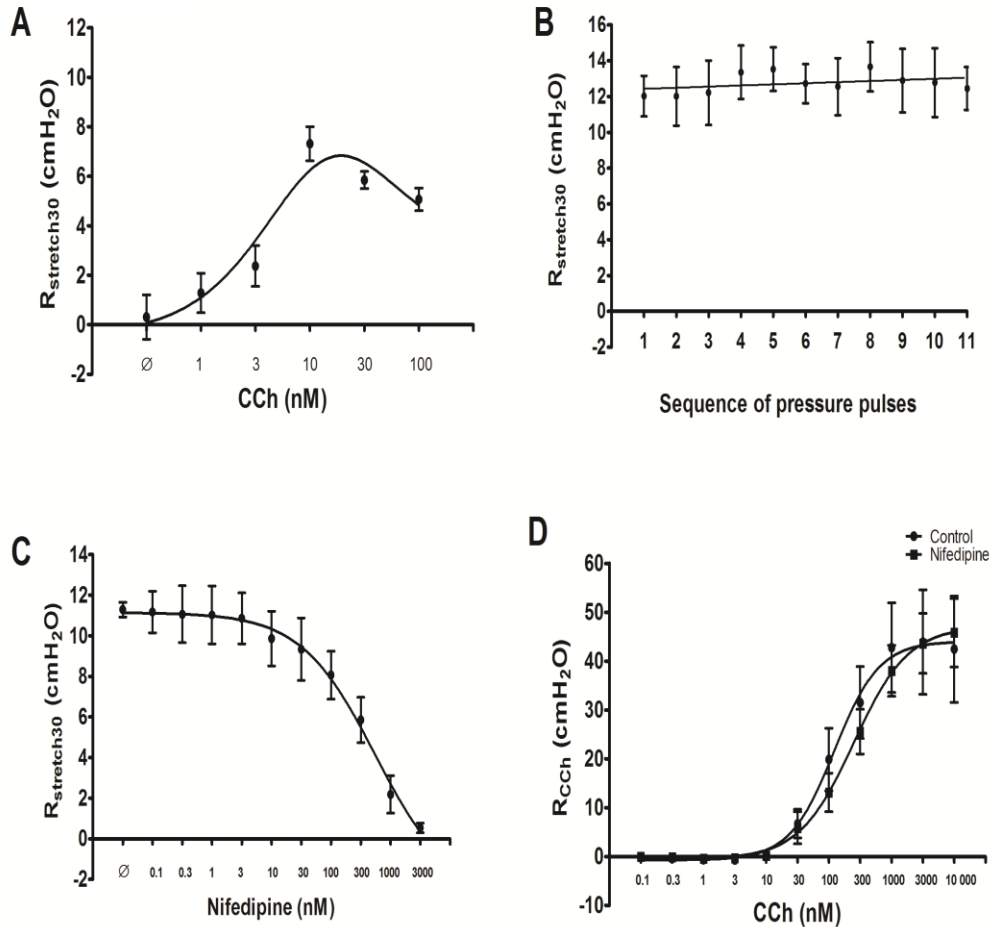 A
12
10
8
6
4
2
0
-2
R_stretch30 (cmH₂O)
Ø 1 3 10 30 100
CCh (nM)
B
16
14
12
10
8
6
4
2
0
-2
R_stretch30 (cmH₂O)
1 2 3 4 5 6 7 8 9 10 11
Sequence of pressure pulses
C
14
12
10
8
6
4
2
0
-2
R_stretch30 (cmH₂O)
Ø 0.1 0.3 1 3 10 30 100 300 1000 3000
Nifedipine (nM)
D
Control
Nifedipine
60
50
40
30
20
10
0
-10
R_CCh (cmH₂O)
0.1 0.3 1 3 10 30 100 300 1000 3000 10 000
CCh (nM)